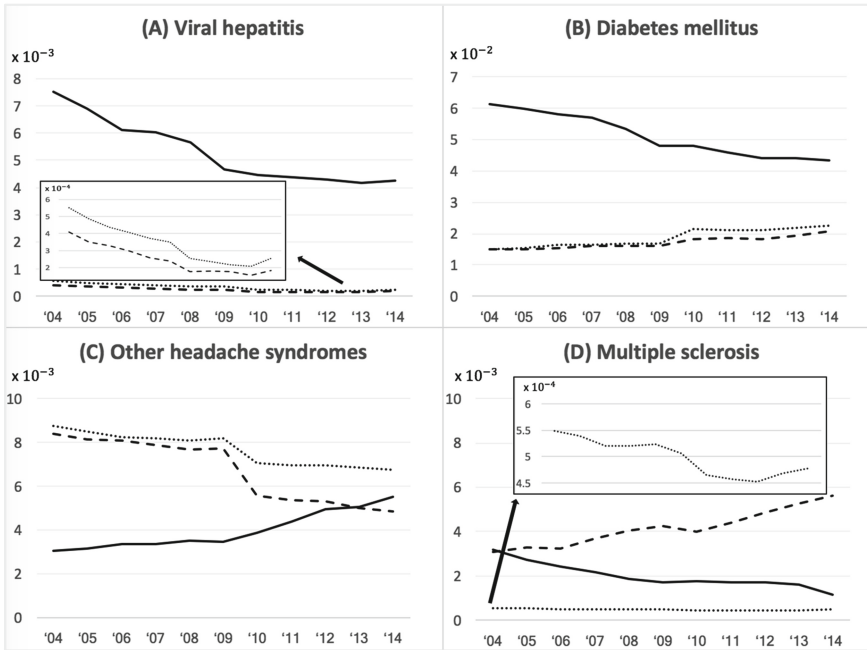 (A) Viral hepatitis
x 10⁻³
8
7
6
5
4
3
2
1
0
x 10⁻⁴
6
5
4
3
2
'04 '05 '06 '07 '08 '09 '10 '11 '12 '13 '14
(B) Diabetes mellitus
x 10⁻²
7
6
5
4
3
2
1
0
'04 '05 '06 '07 '08 '09 '10 '11 '12 '13 '14
(C) Other headache syndromes
x 10⁻³
10
8
6
4
2
0
'04 '05 '06 '07 '08 '09 '10 '11 '12 '13 '14
(D) Multiple sclerosis
x 10⁻³
10
8
6
4
2
0
x 10⁻⁴
6
5.5
5
4.5
'04 '05 '06 '07 '08 '09 '10 '11 '12 '13 '14